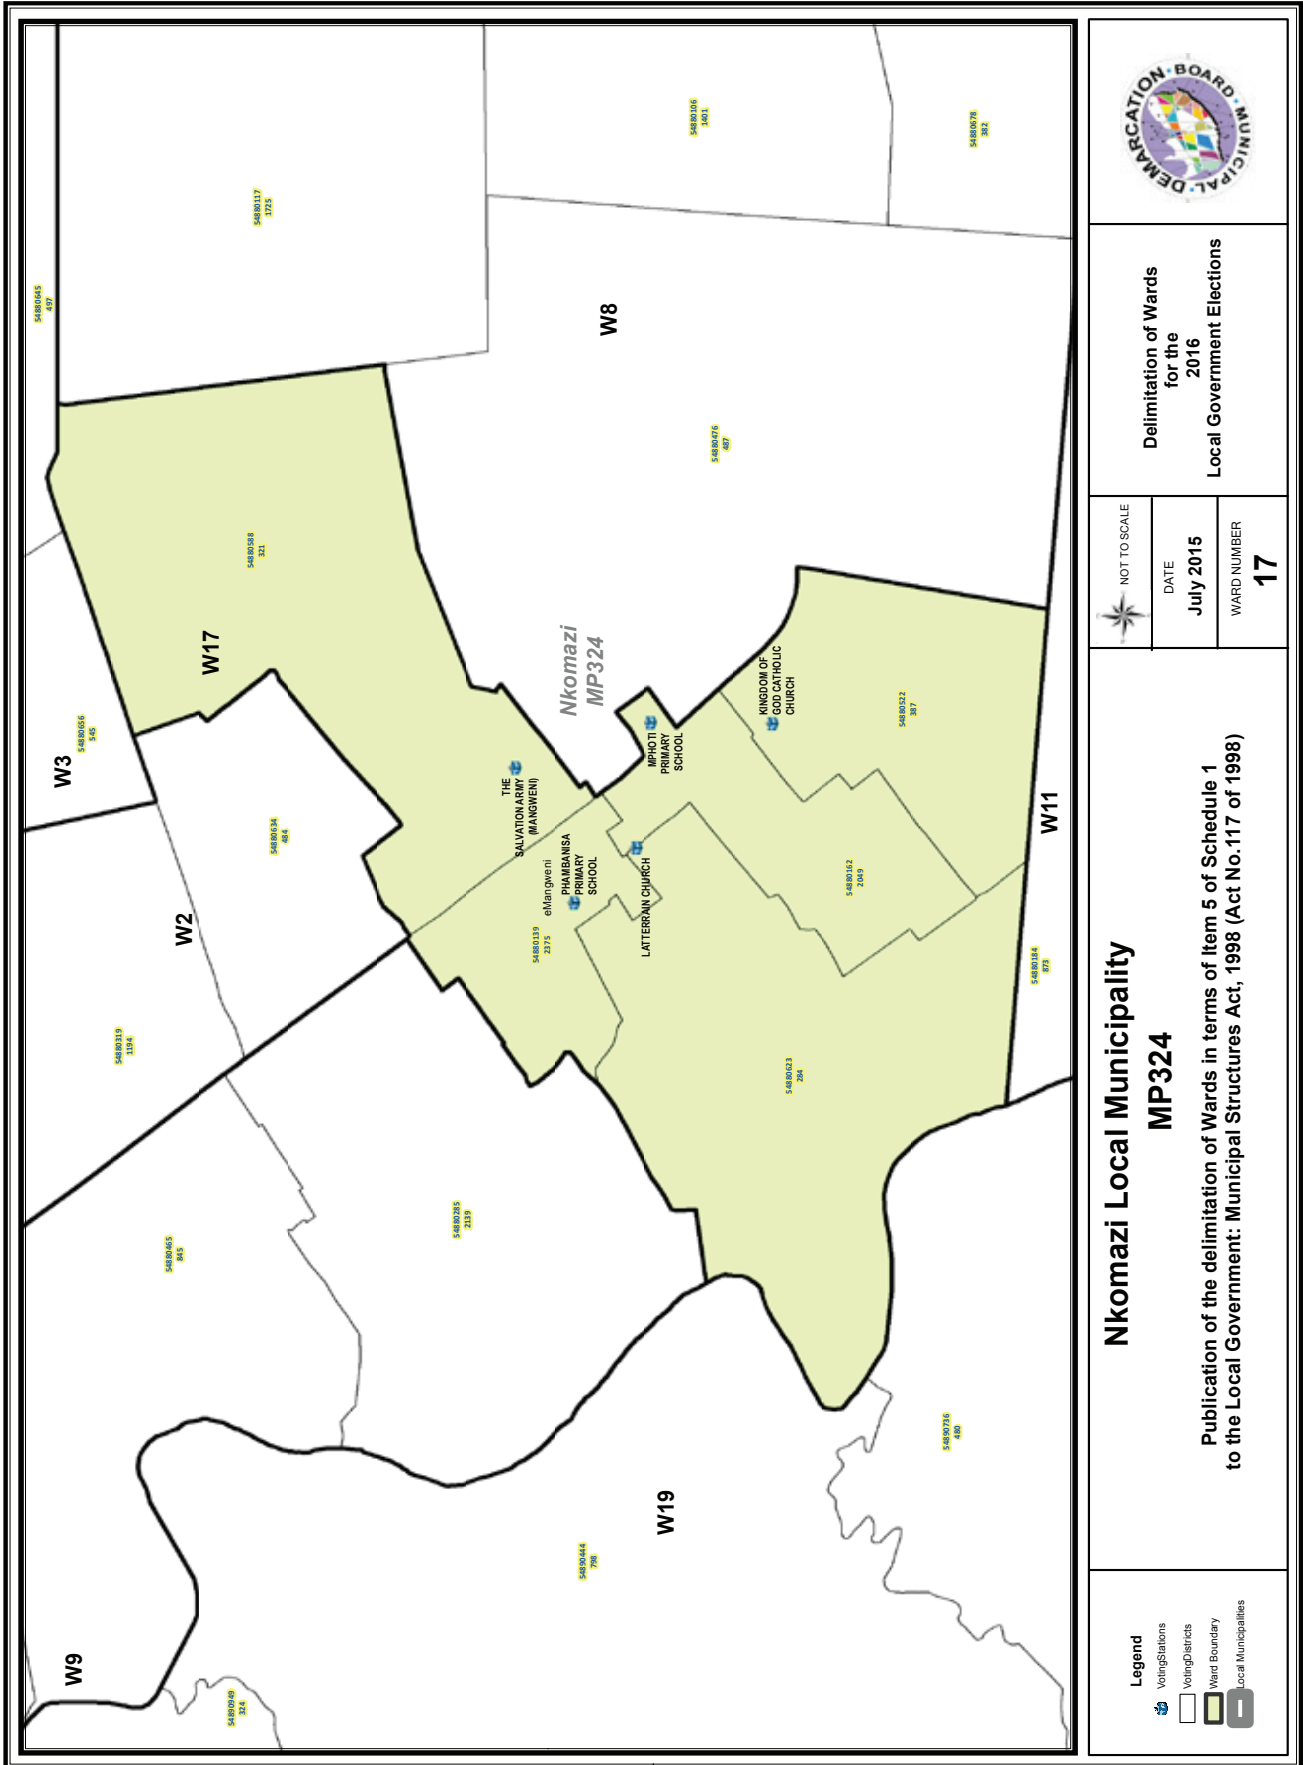 54880645
497
54880117
1725
54880106
1401
54880678
382
W8
54880476
487
54880588
321
W17
Nkomazi
MP324
W3
54880656
545
54880634
484
W2
54880319
1194
THE
SALVATION ARMY
(MANGWENI)
MPHOTI
PRIMARY
SCHOOL
KINGDOM OF
GOD CATHOLIC
CHURCH
54880522
387
eMangweni
PHAMBANISA
PRIMARY
SCHOOL
54880139
2375
LATTERRAIN CHURCH
54880162
2049
W11
54880184
873
54880623
284
54880285
2139
54880465
845
54890736
480
W19
54890444
798
W9
54890949
324
Legend
VotingStations
VotingDistricts
Ward Boundary
Local Municipalities
Nkomazi Local Municipality
MP324
Publication of the delimitation of Wards in terms of Item 5 of Schedule 1
to the Local Government: Municipal Structures Act, 1998 (Act No.117 of 1998)
NOT TO SCALE
DATE
July 2015
WARD NUMBER
17
Delimitation of Wards
for the
2016
Local Government Elections
MUNICIPAL · DEMARCATION · BOARD